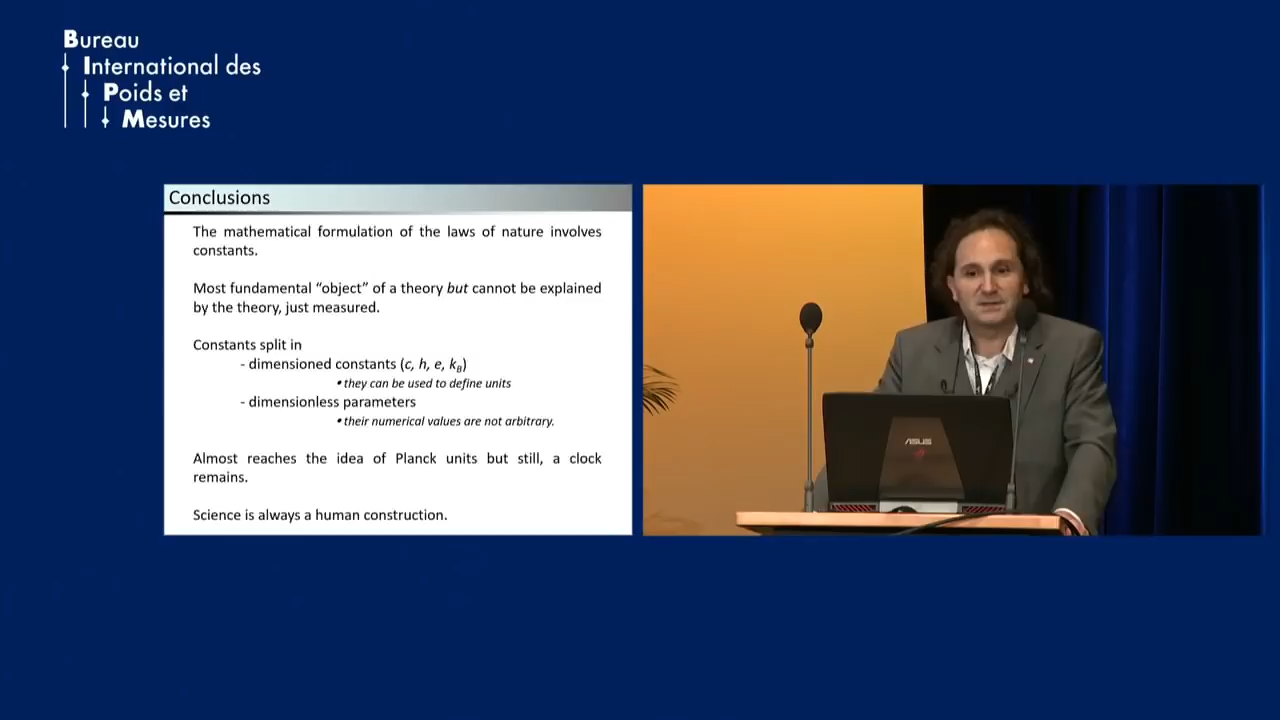 Bureau
International des
Poids et
Mesures
Conclusions
The mathematical formulation of the laws of nature involves
constants.
Most fundamental “object” of a theory but cannot be explained
by the theory, just measured.
Constants split in
- dimensioned constants (c, h, e, kB)
• they can be used to define units
- dimensionless parameters
• their numerical values are not arbitrary.
Almost reaches the idea of Planck units but still, a clock
remains.
Science is always a human construction.
ASUS